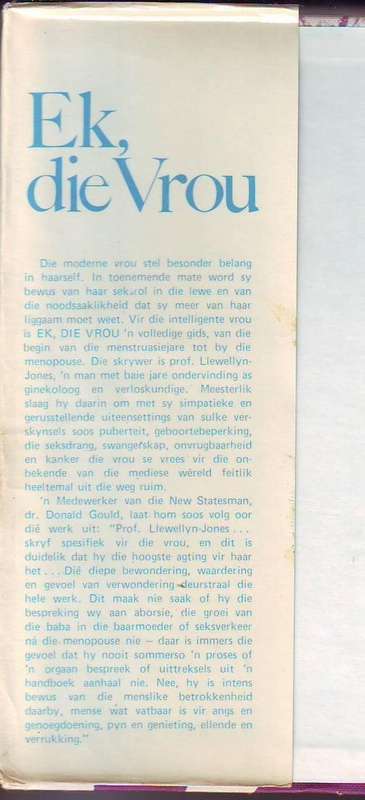 Ek,
die Vrou
Die moderne vrou stel besonder belang
in haarself. In toenemende mate word sy
bewus van haar seksrol in die lewe en van
die noodsaaklikheid dat sy meer van haar
liggaam moet weet. Vir die intelligente vrou
is EK, DIE VROU 'n volledige gids, van die
begin van die menstruasiejare tot by die
menopouse. Die skrywer is prof. Llewellyn-
Jones, 'n man met baie jare ondervinding as
ginekoloog en verloskundige. Meesterlik
slaag hy daarin om met sy simpatieke en
gerusstellende uiteensettings van sulke ver-
skynsels soos puberteit, geboortebeperking,
die seksdrang, swangerskap, onvrugbaarheid
en kanker die vrou se vrees vir die on-
bekende van die mediese wêreld feitlik
heeltemal uit die weg ruim.
'n Medewerker van die New Statesman,
dr. Donald Gould, laat hom soos volg oor
dié werk uit: "Prof. Llewellyn-Jones...
skryf spesifiek vir die vrou, en dit is
duidelik dat hy die hoogste agting vir haar
het... Dié diepe bewondering, waardering
en gevoel van verwondering deurstraal die
hele werk. Dit maak nie saak of hy die
bespreking wy aan aborsie, die groei van
die baba in die baarmoeder of seksverkeer
ná die menopouse nie – daar is immers die
gevoel dat hy nooit sommerso 'n proses of
'n orgaan bespreek of uittreksels uit 'n
handboek aanhaal nie. Nee, hy is intens
bewus van die menslike betrokkenheid
daarby, mense wat vatbaar is vir angs en
genoegdoening, pyn en genieting, ellende en
verrukking."